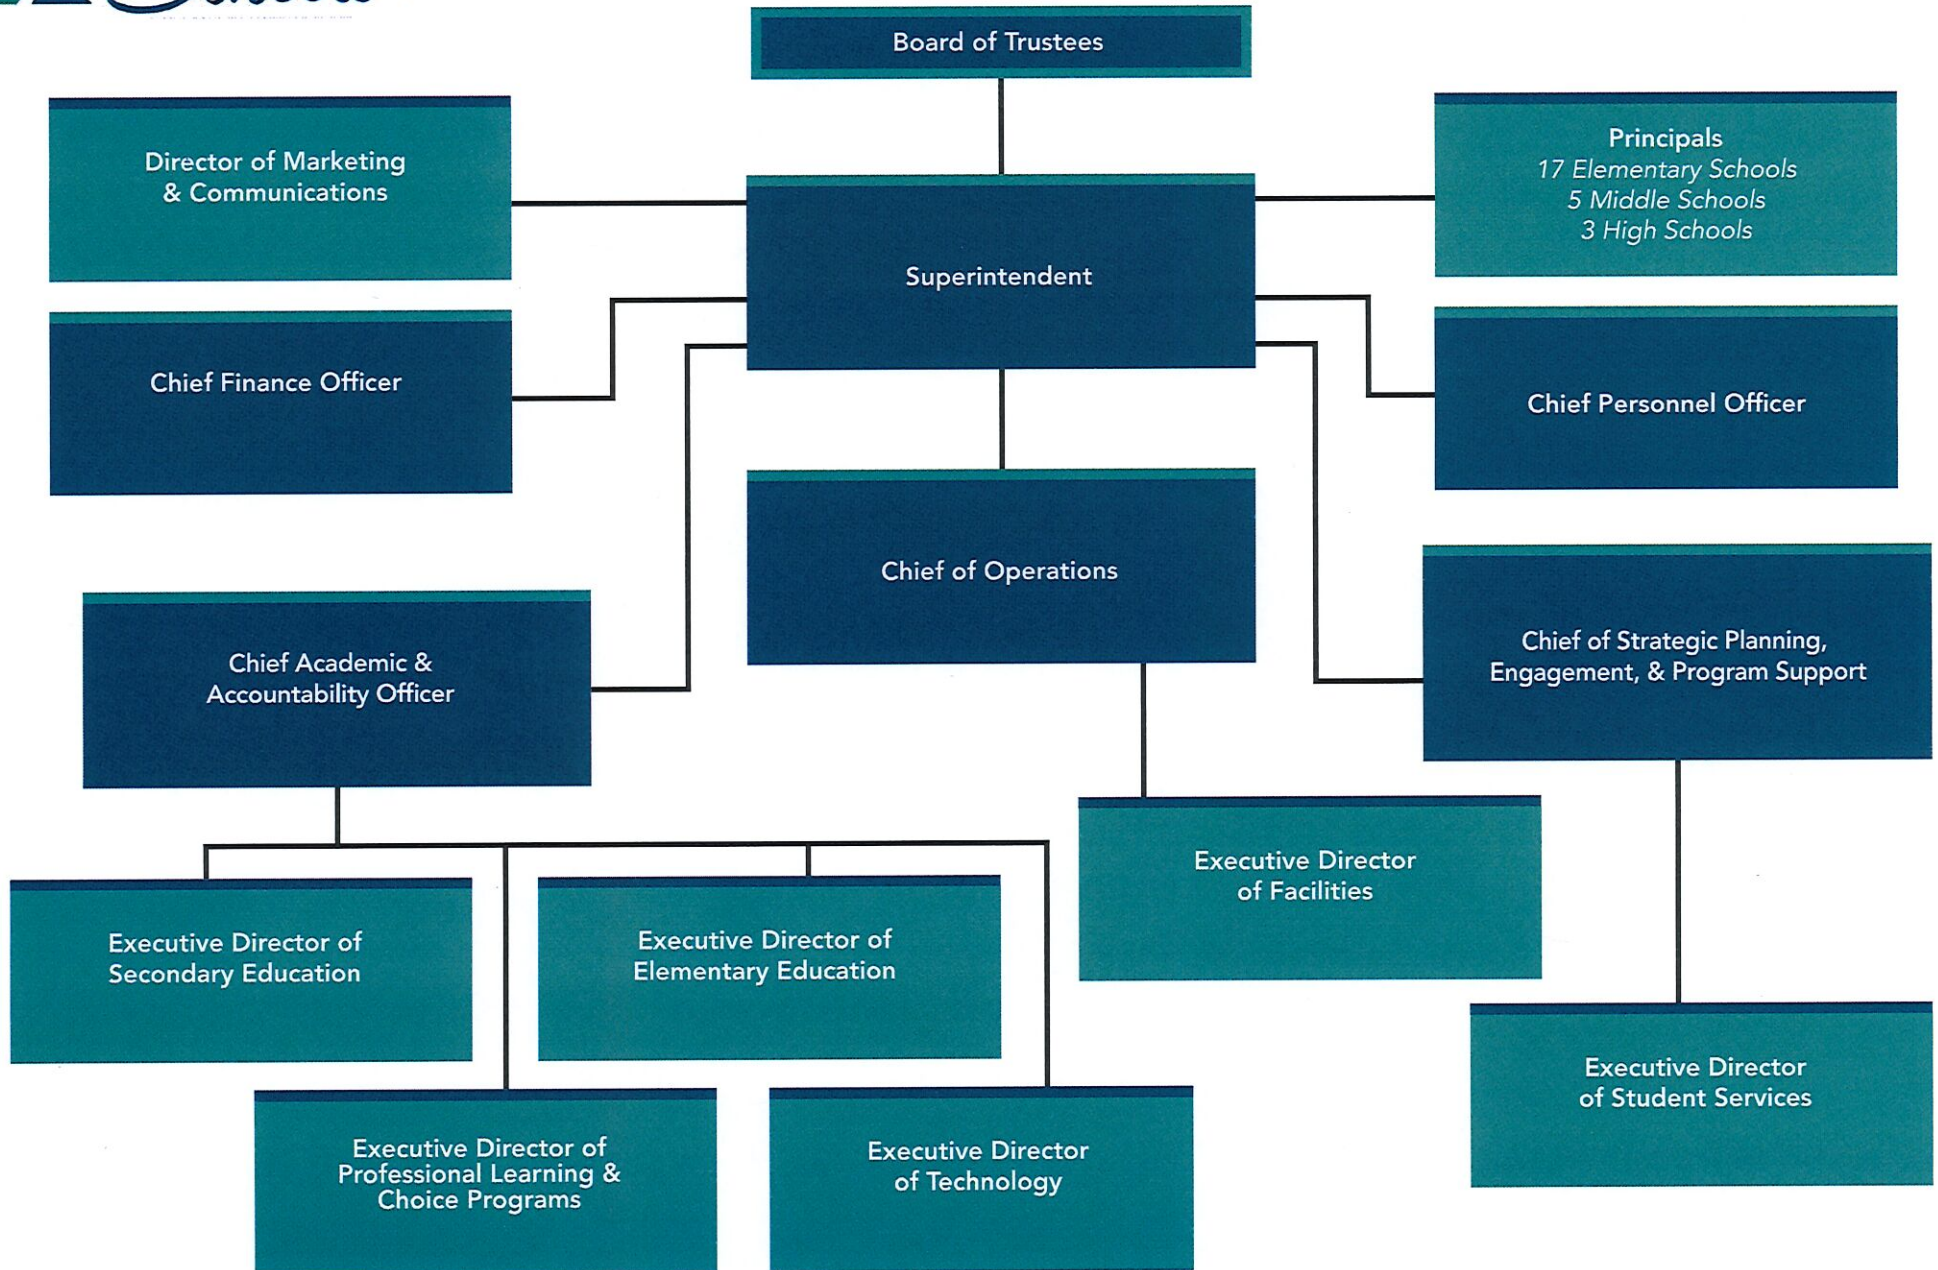 Schools
Board of Trustees
Director of Marketing
& Communications
Principals
17 Elementary Schools
5 Middle Schools
3 High Schools
Superintendent
Chief Finance Officer
Chief Personnel Officer
Chief of Operations
Chief Academic &
Accountability Officer
Chief of Strategic Planning,
Engagement, & Program Support
Executive Director
of Facilities
Executive Director of
Secondary Education
Executive Director of
Elementary Education
Executive Director
of Student Services
Executive Director of
Professional Learning &
Choice Programs
Executive Director
of Technology